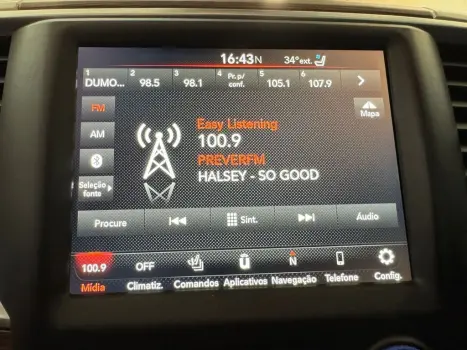 16:43 N 34° ext.
1 2 3 4 5 6
DUMO... 98.5 98.1 Pr. p/ conf. 105.1 107.9 >
FM
Mapa
AM
Easy Listening
100.9
PREVERFM
HALSEY - SO GOOD
Seleção
fonte
Procure Sint. Áudio
100.9 OFF N
Mídia Climatiz. Comandos Aplicativos Navegação Telefone Config.